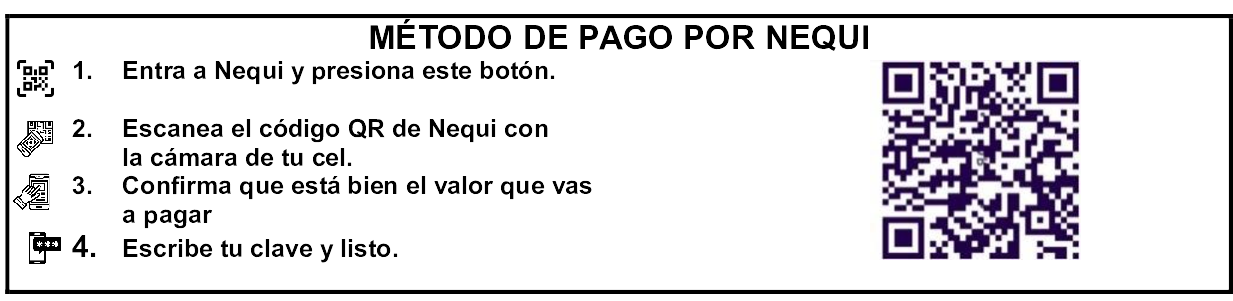 MÉTODO DE PAGO POR NEQUI
1. Entra a Nequi y presiona este botón.
2. Escanea el código QR de Nequi con
la cámara de tu cel.
3. Confirma que está bien el valor que vas
a pagar
4. Escribe tu clave y listo.